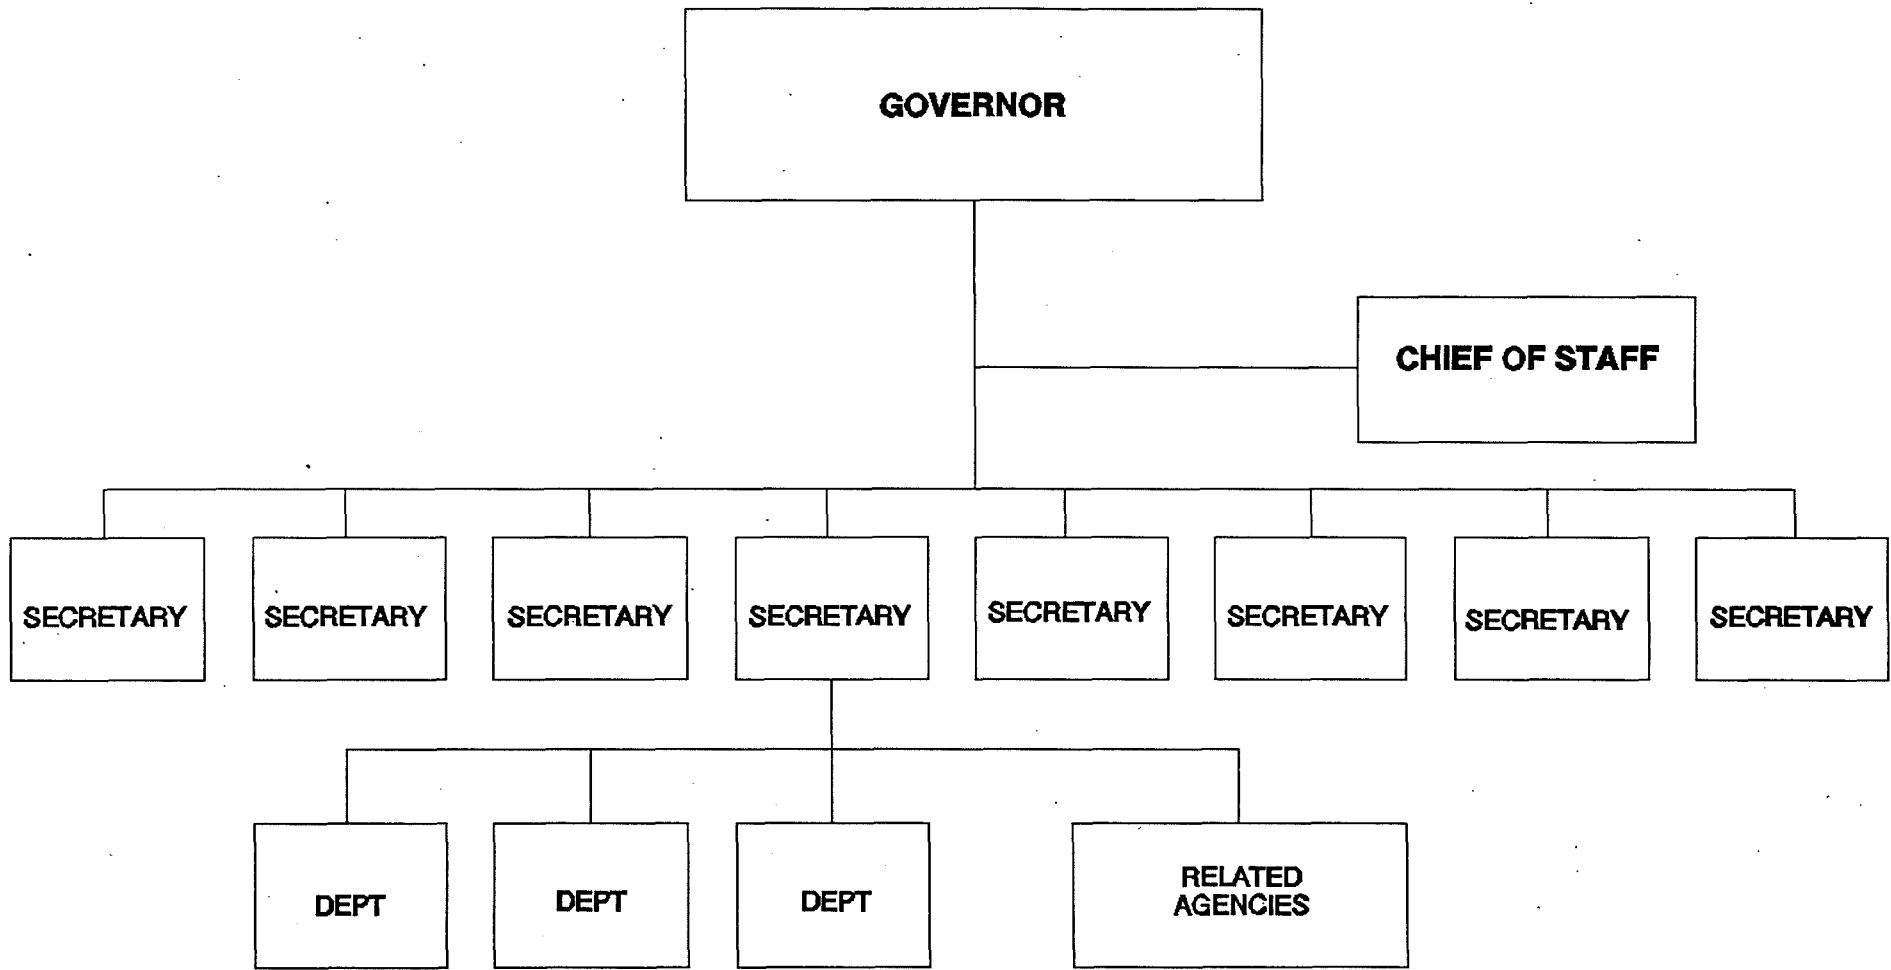 GOVERNOR
CHIEF OF STAFF
SECRETARY
SECRETARY
SECRETARY
SECRETARY
SECRETARY
SECRETARY
SECRETARY
SECRETARY
DEPT
DEPT
DEPT
RELATED
AGENCIES